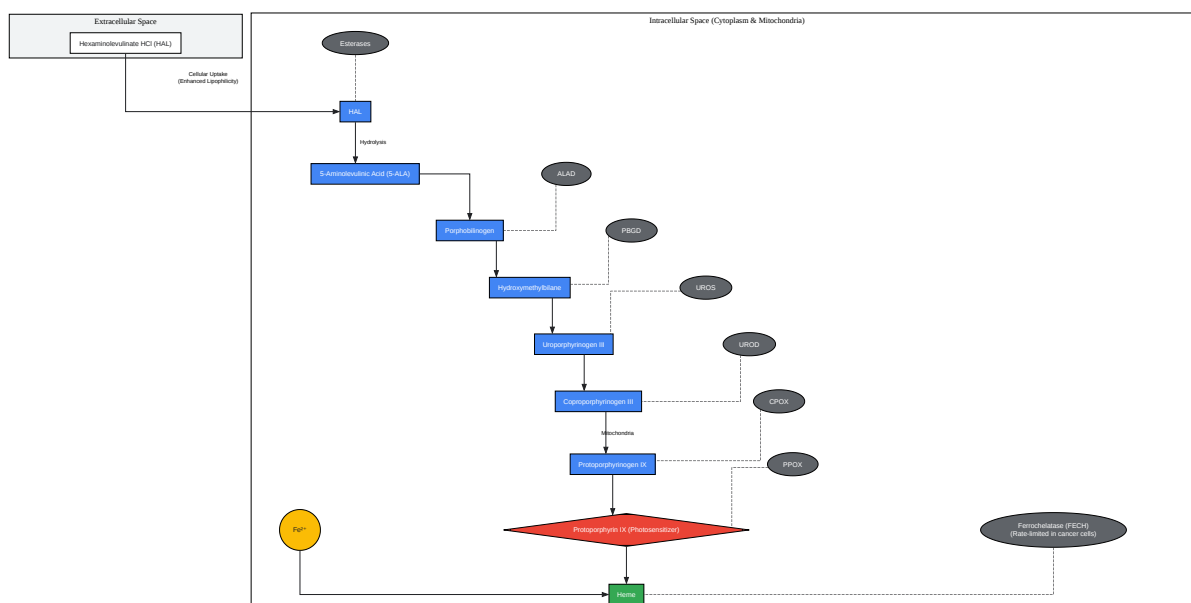 Extracellular Space
Intracellular Space (Cytoplasm & Mitochondria)
Hexaminolevulinate HCl (HAL)
Esterases
Cellular Uptake
(Enhanced Lipophilicity)
HAL
Hydrolysis
5-Aminolevulinic Acid (5-ALA)
ALAD
Porphobilinogen
PBGD
Hydroxymethylbilane
UROS
Uroporphyrinogen III
UROD
Coproporphyrinogen III
CPOX
Mitochondria
Protoporphyrinogen IX
PPOX
Fe²⁺
Protoporphyrin IX (Photosensitizer)
Ferrochelatase (FECH)
(Rate-limited in cancer cells)
Heme